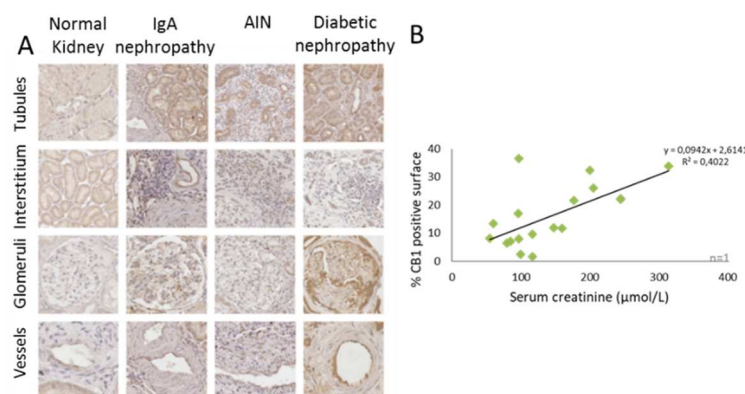 A
Normal
Kidney
IgA
nephropathy
AIN
Diabetic
nephropathy
Tubules
Interstitium
Glomeruli
Vessels
B
% CB1 positive surface
40
30
20
10
0
y = 0,0942x + 2,6141
R² = 0,4022
n=1
0
100
200
300
400
Serum creatinine (µmol/L)